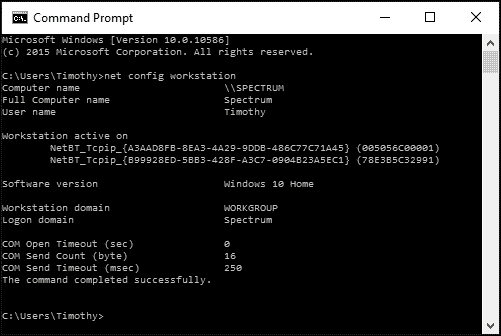 Command Prompt
Microsoft Windows [Version 10.0.10586]
(c) 2015 Microsoft Corporation. All rights reserved.
C:\Users\Timothy>net config workstation
Computer name                        \\SPECTRUM
Full Computer name                   Spectrum
User name                            Timothy
Workstation active on
NetBT_Tcpip_{A3AAD8FB-8EA3-4A29-9DDB-486C77C71A45} (005056C00001)
NetBT_Tcpip_{B99928ED-5BB3-428F-A3C7-0904B23A5EC1} (78E3B5C32991)
Software version                     Windows 10 Home
Workstation domain                   WORKGROUP
Logon domain                         Spectrum
COM Open Timeout (sec)               0
COM Send Count (byte)                16
COM Send Timeout (msec)              250
The command completed successfully.
C:\Users\Timothy>